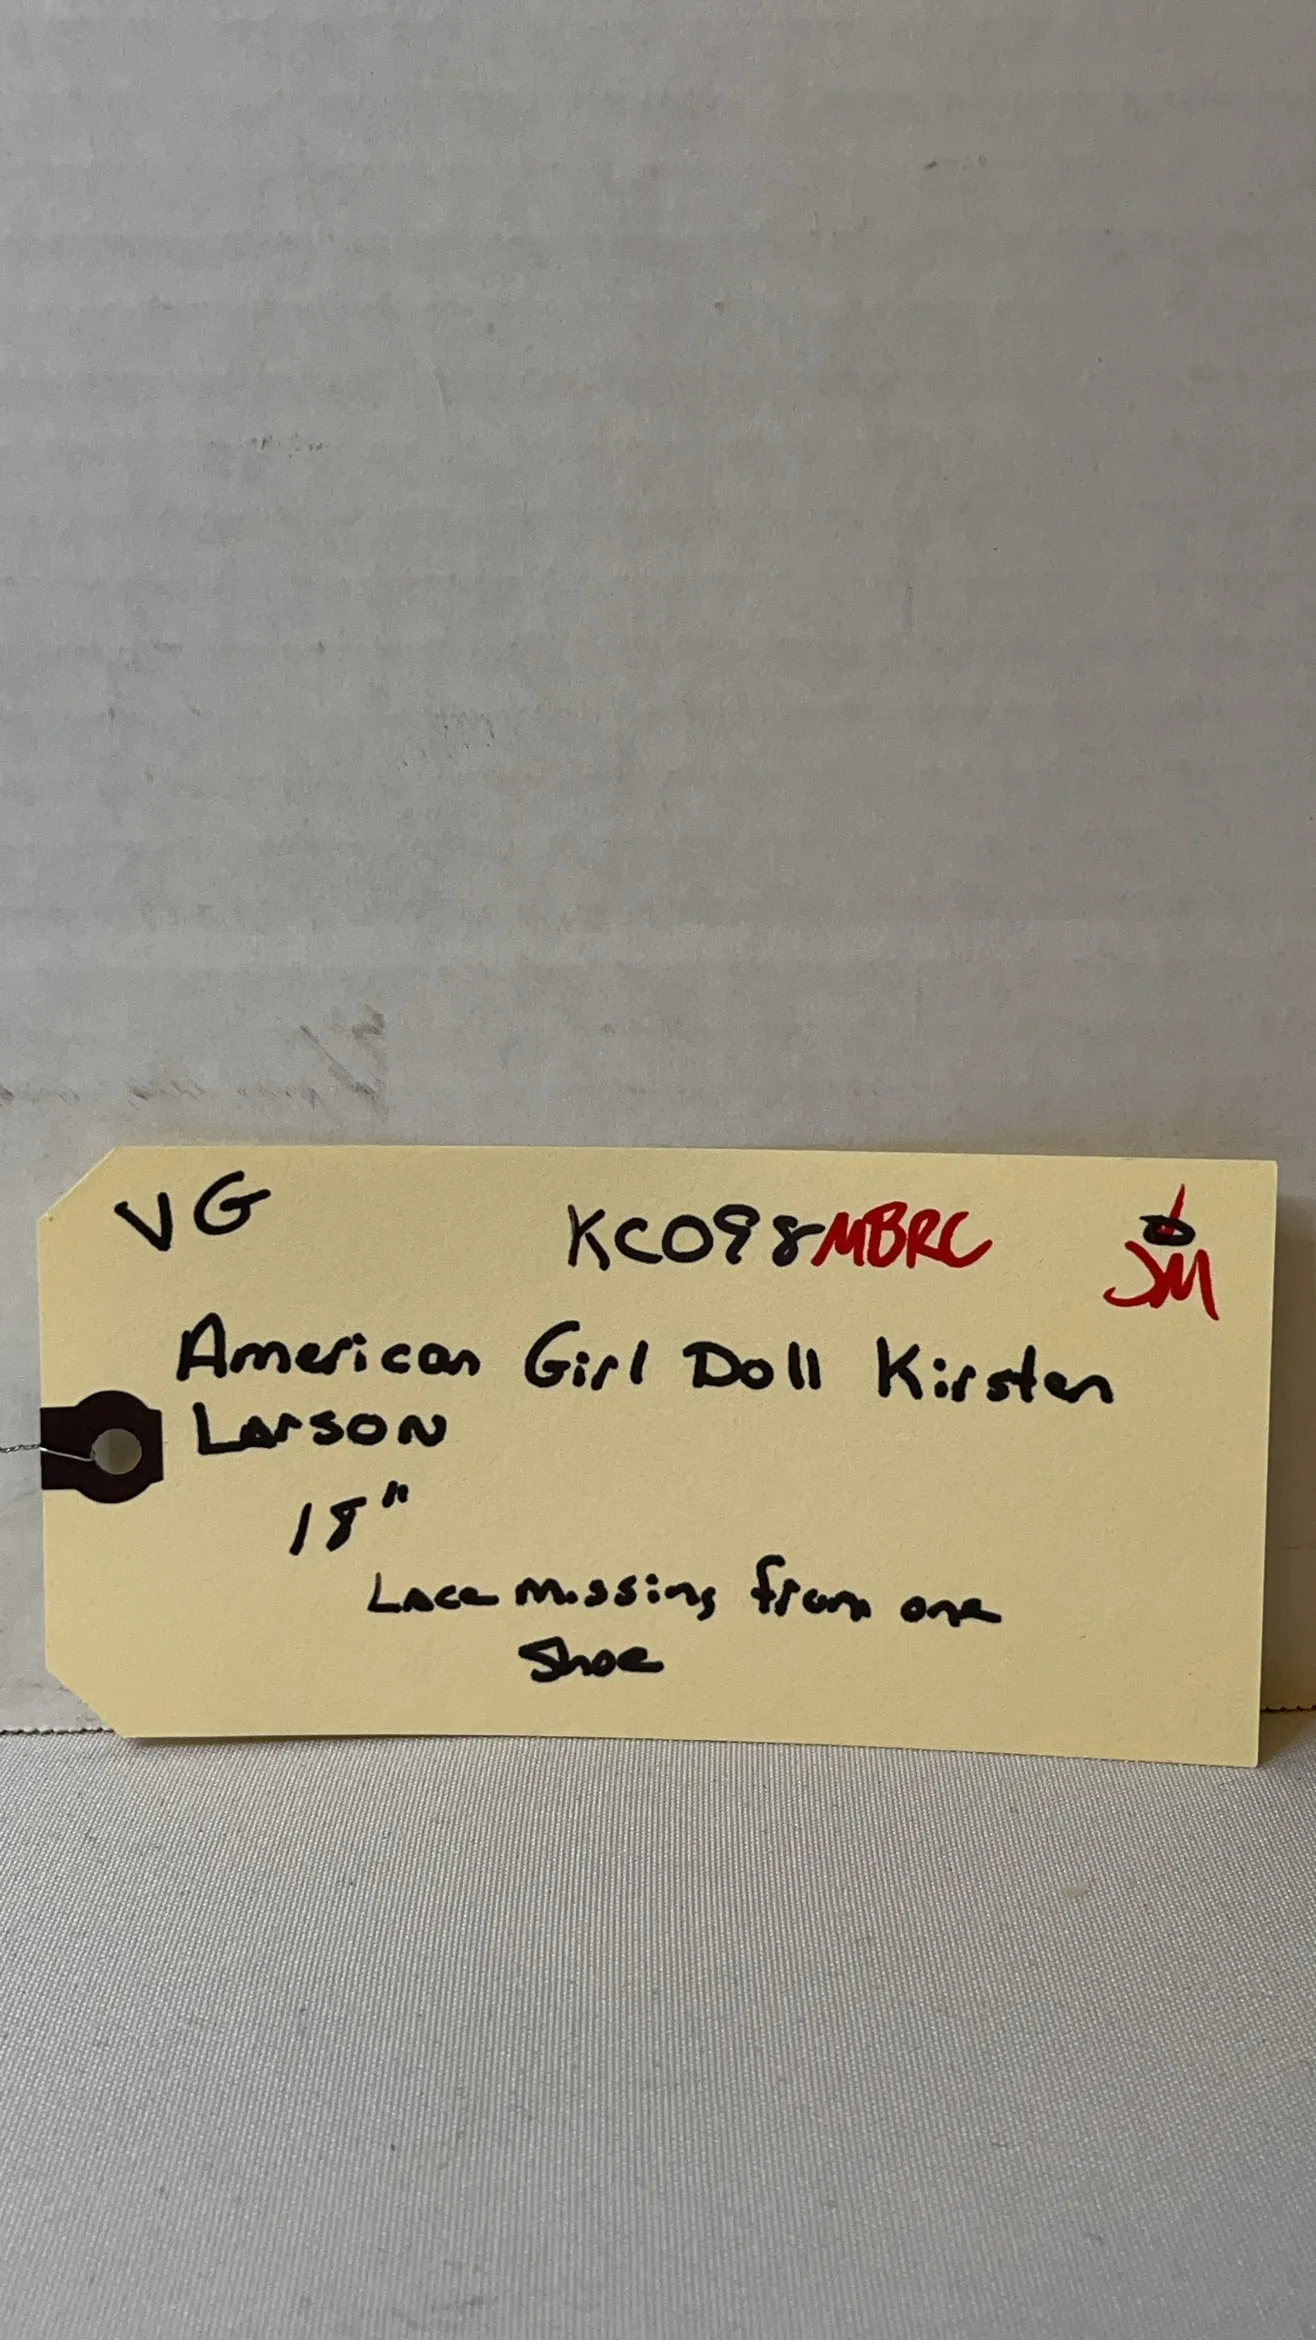 VG KC098MBRC
JM
American Girl Doll Kirsten
Larson
18"
Lace missing from one
shoe